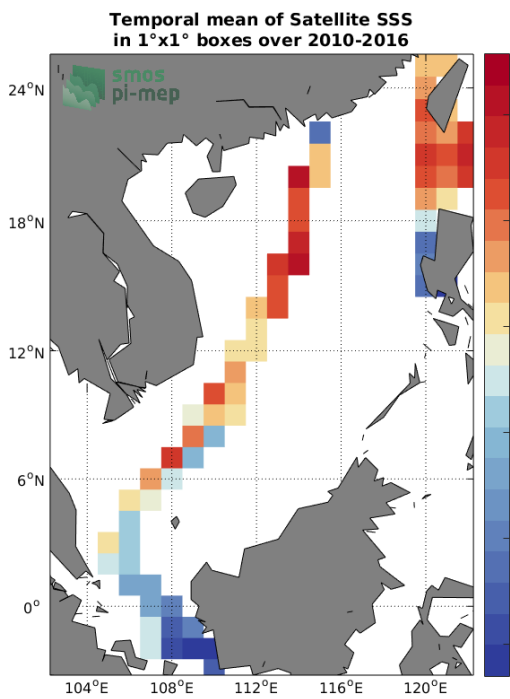 Temporal mean of Satellite SSS
in 1°x1° boxes over 2010-2016
smos
pi-mep
24°N
18°N
12°N
6°N
0°
104°E
108°E
112°E
116°E
120°E